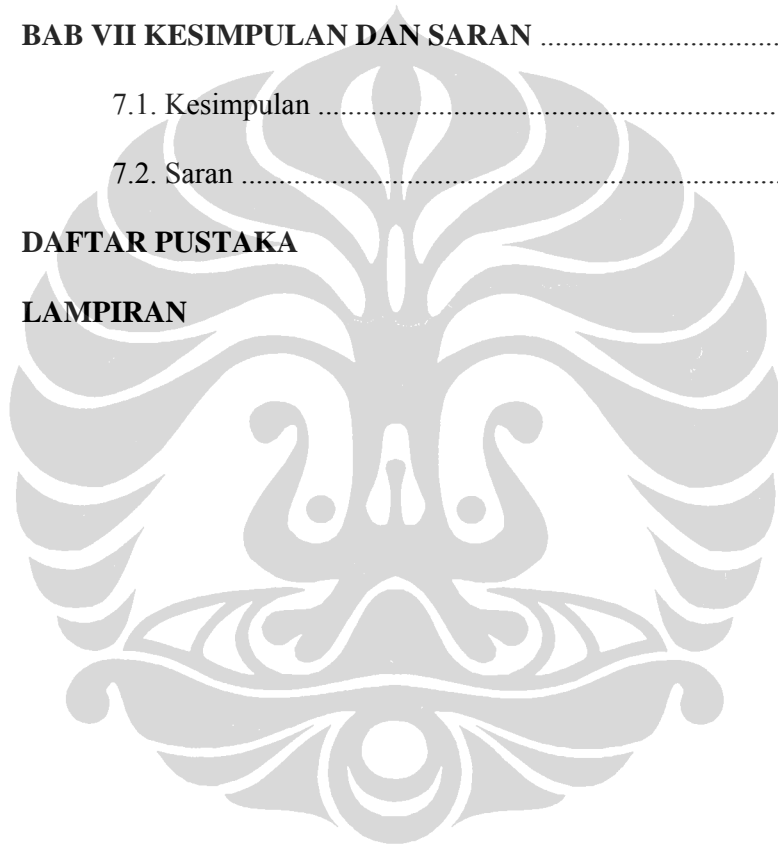 BAB VII KESIMPULAN DAN SARAN ................................
7.1. Kesimpulan ..............................................................
7.2. Saran .........................................................................
DAFTAR PUSTAKA
LAMPIRAN